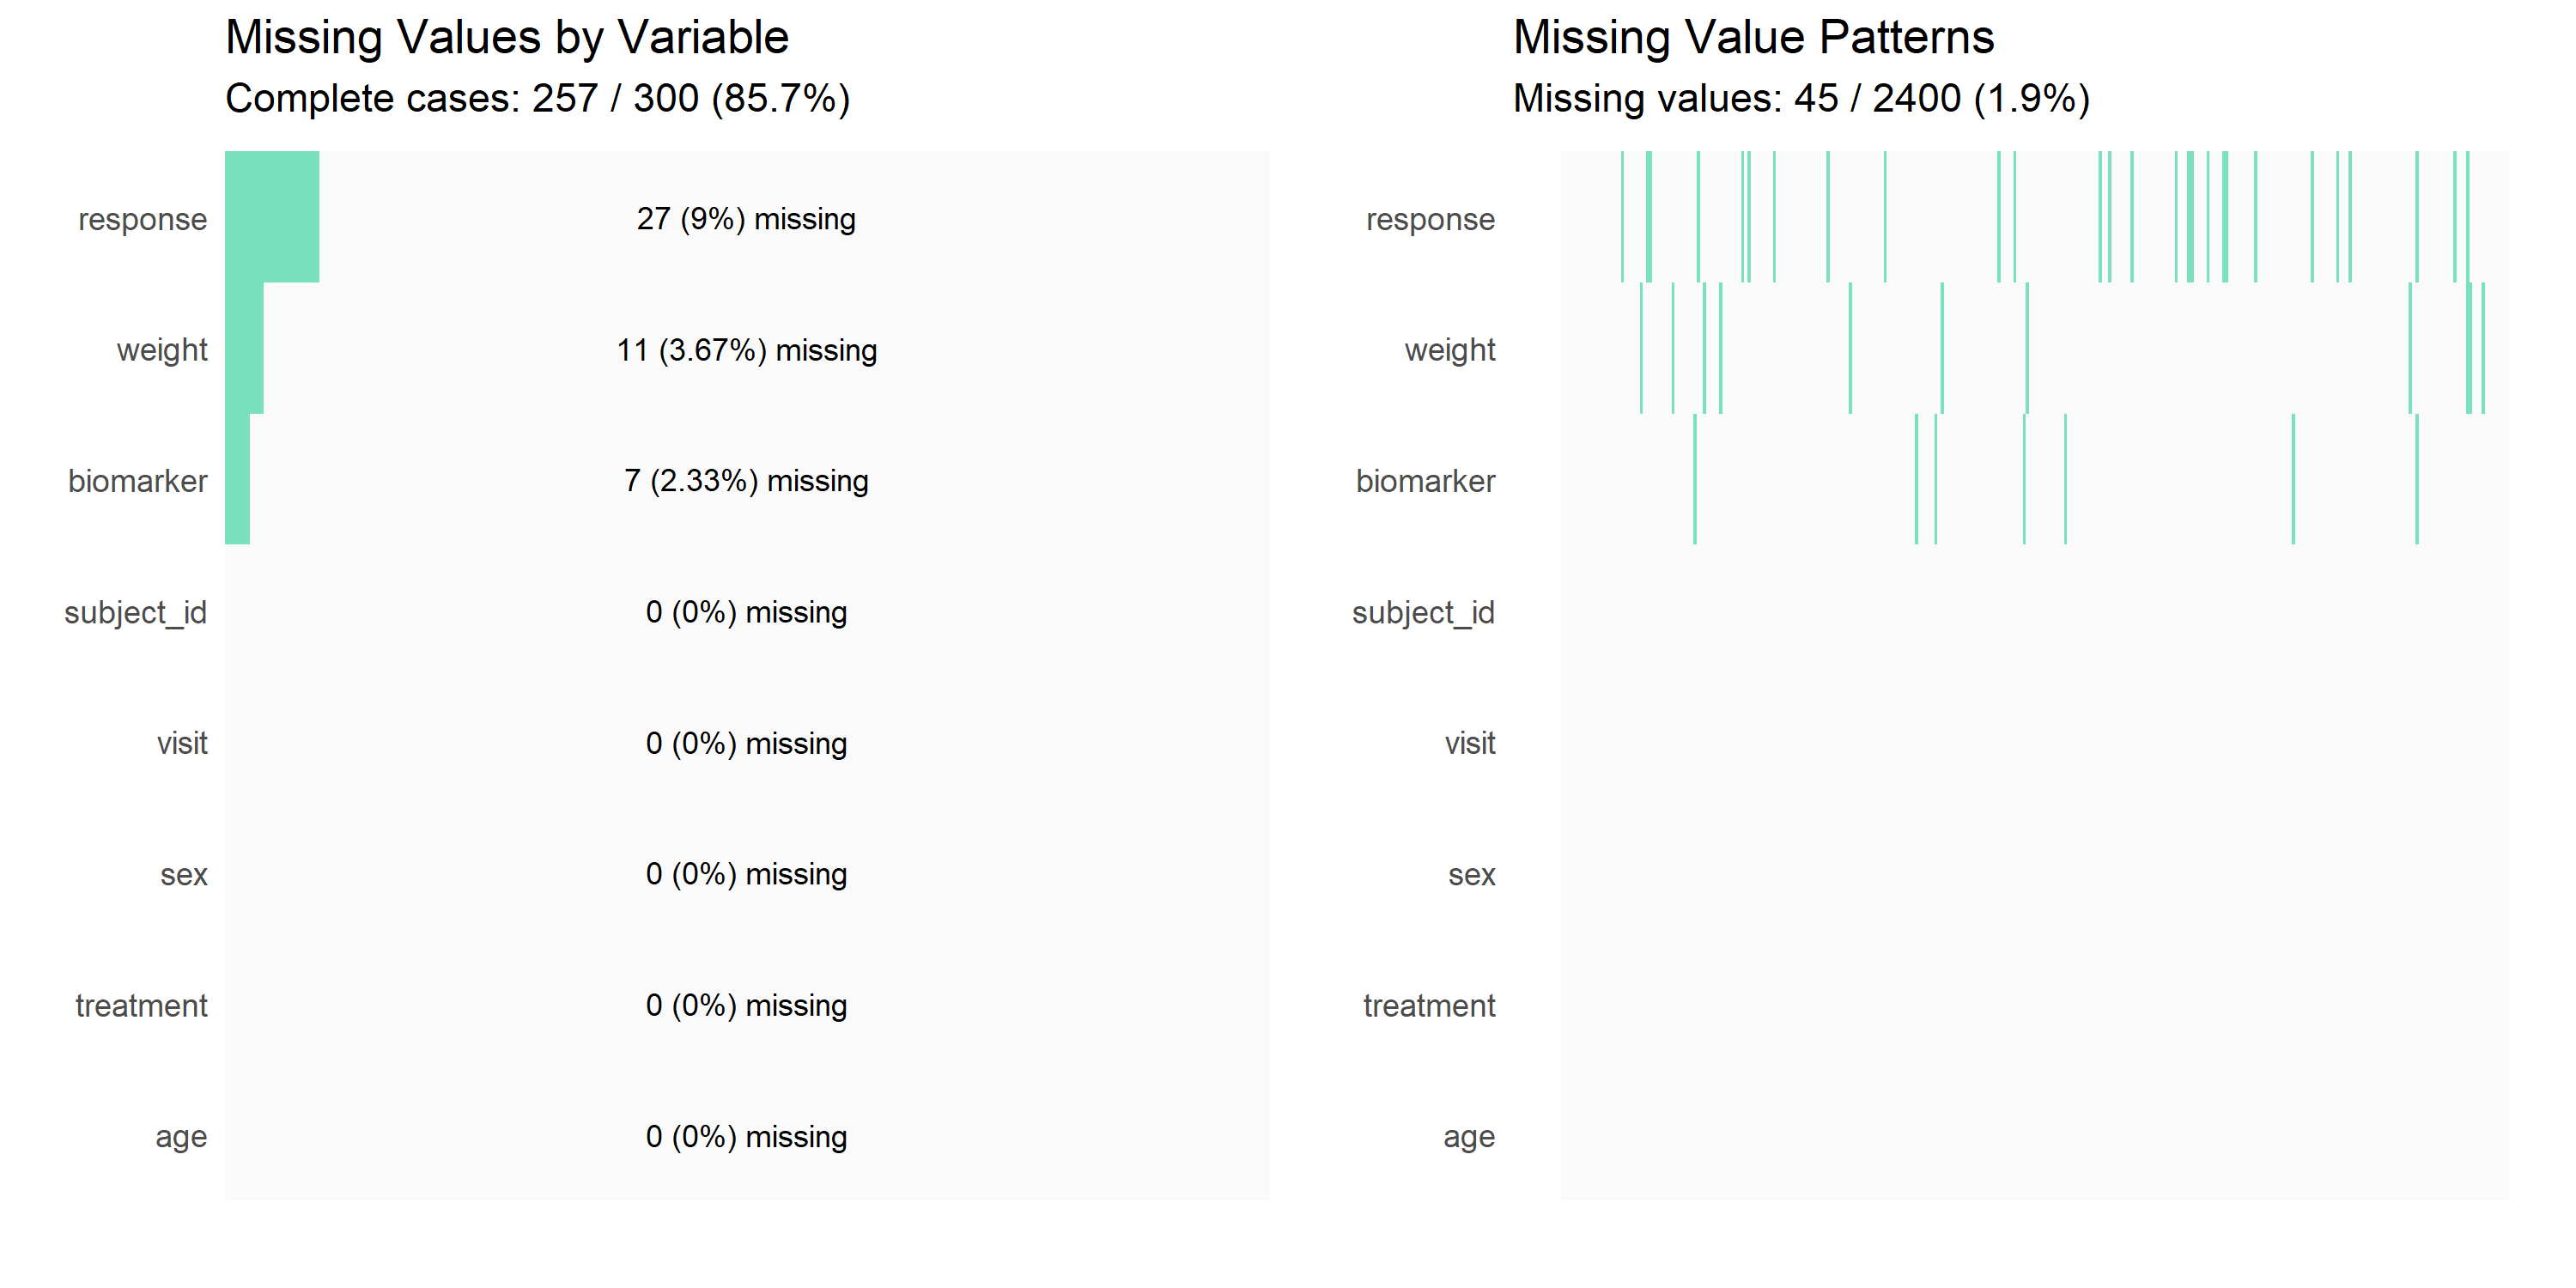 Missing Values by Variable
Complete cases: 257 / 300 (85.7%)
response
27 (9%) missing
weight
11 (3.67%) missing
biomarker
7 (2.33%) missing
subject_id
0 (0%) missing
visit
0 (0%) missing
sex
0 (0%) missing
treatment
0 (0%) missing
age
0 (0%) missing
Missing Value Patterns
Missing values: 45 / 2400 (1.9%)
response
weight
biomarker
subject_id
visit
sex
treatment
age